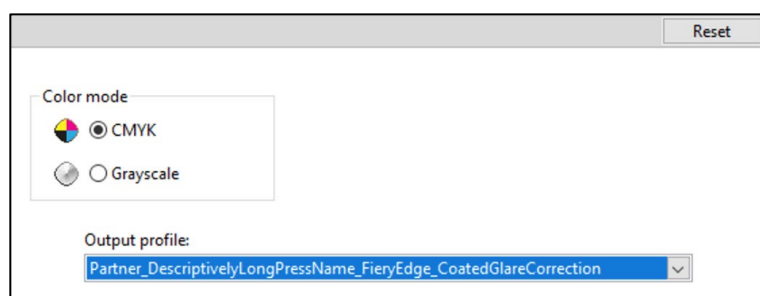 Reset
Color mode
CMYK
Grayscale
Output profile:
Partner_DescriptivelyLongPressName_FieryEdge_CoatedGlareCorrection